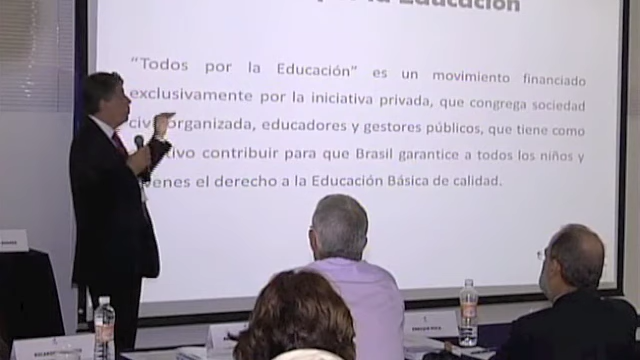 la Educación
“Todos por la Educación” es un movimiento financiado
exclusivamente por la iniciativa privada, que congrega sociedad
organizada, educadores y gestores públicos, que tiene como
contribuir para que Brasil garantice a todos los niños y
el derecho a la Educación Básica de calidad.